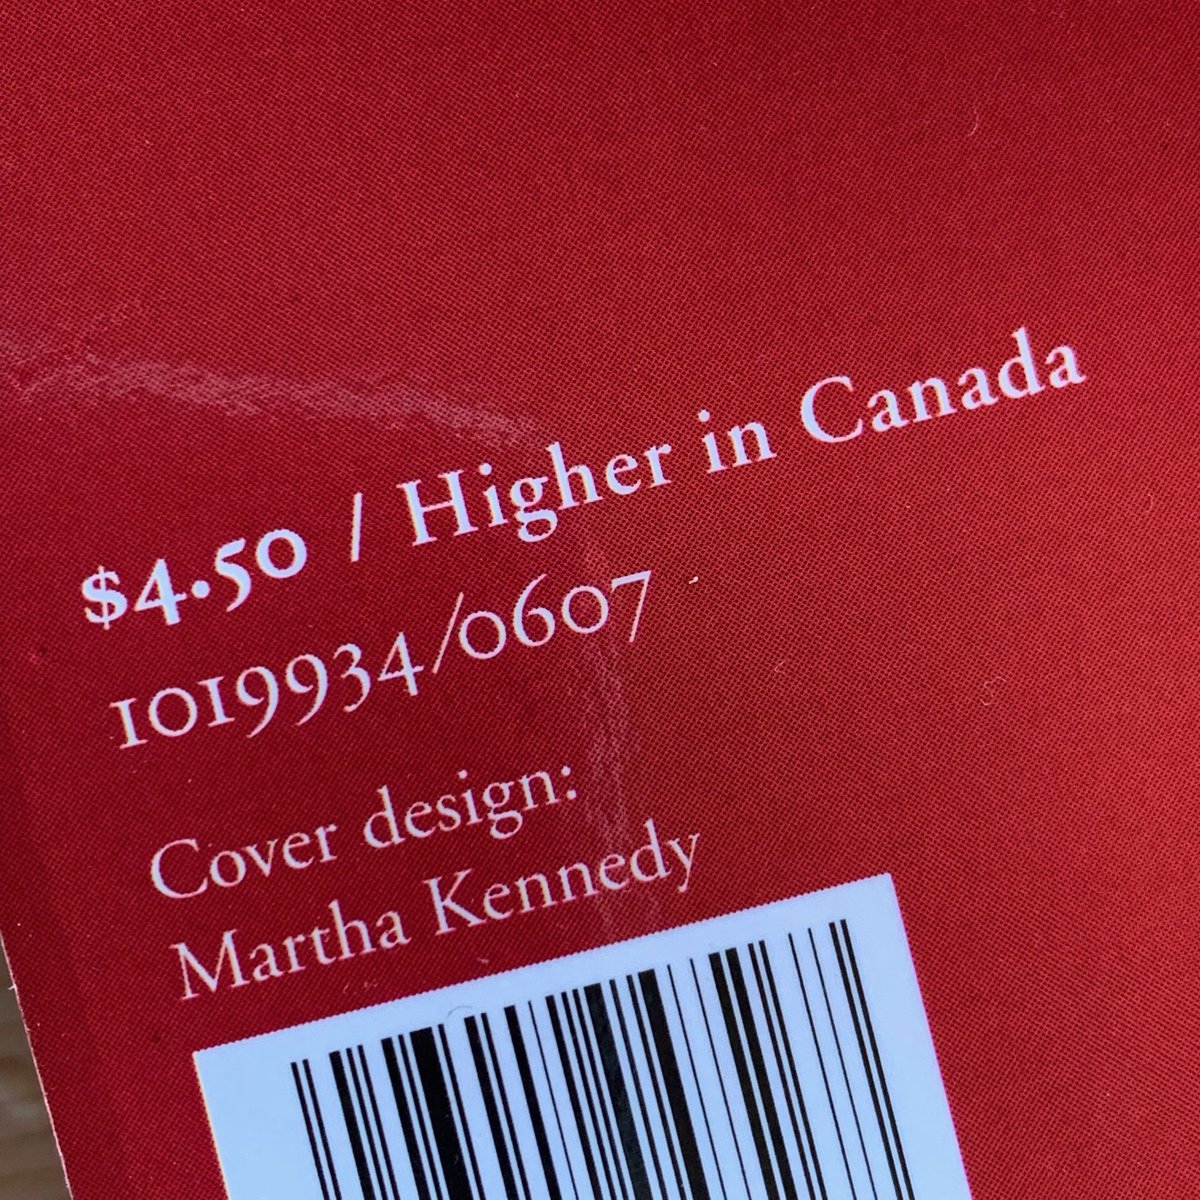 $4.50 / Higher in Canada
1019934/0607
Cover design:
Martha Kennedy